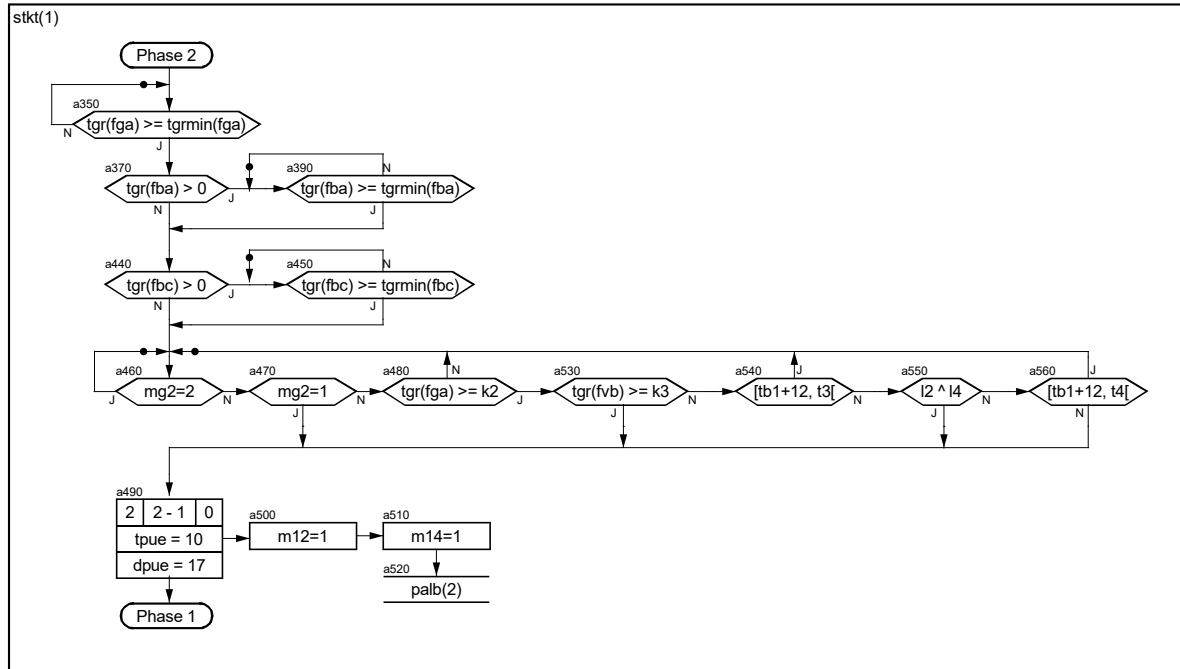 stkt(1)
Phase 2
a350
tgr(fga) >= tgrmin(fga)
N
J
a370
tgr(fba) > 0
J
N
a390
N
tgr(fba) >= tgrmin(fba)
J
a440
tgr(fbc) > 0
J
N
a450
N
tgr(fbc) >= tgrmin(fbc)
J
a460
mg2=2
J
N
a470
mg2=1
N
J
a480
N
tgr(fga) >= k2
J
a530
tgr(fvb) >= k3
N
J
a540
J
[tb1+12, t3[
N
a550
l2 ^ l4
N
J
a560
J
[tb1+12, t4[
N
a490
2 2 - 1 0
tpue = 10
dpue = 17
a500
m12=1
a510
m14=1
a520
palb(2)
Phase 1